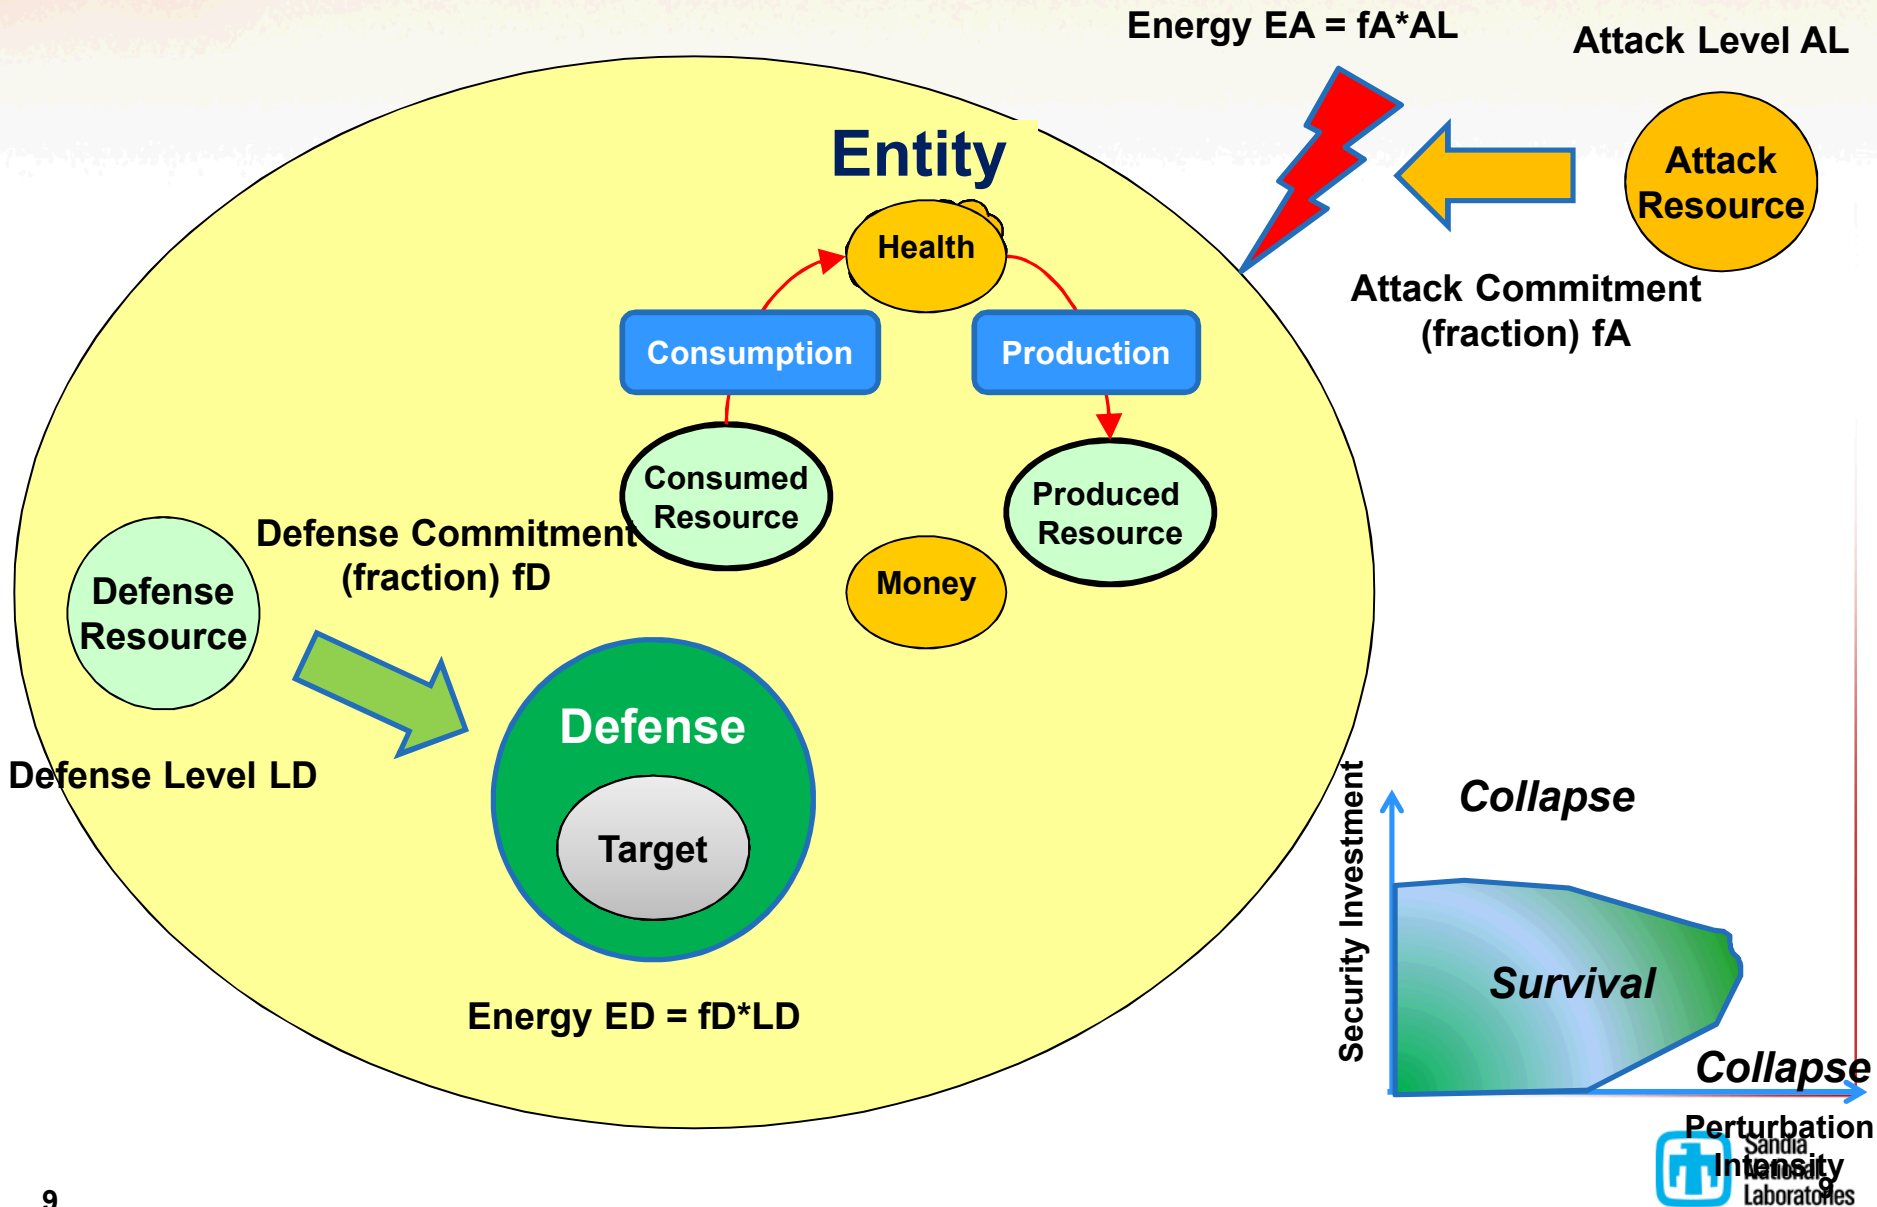 Energy EA = fA*AL
Attack Level AL
Entity
Attack
Resource
Health
Attack Commitment
(fraction) fA
Consumption
Production
Consumed
Resource
Produced
Resource
Defense Commitment
(fraction) fD
Defense
Resource
Money
Defense
Defense Level LD
Target
Energy ED = fD*LD
Security Investment
Collapse
Survival
Collapse
Perturbation
Intensity
Sandia
National
Laboratories
9
9